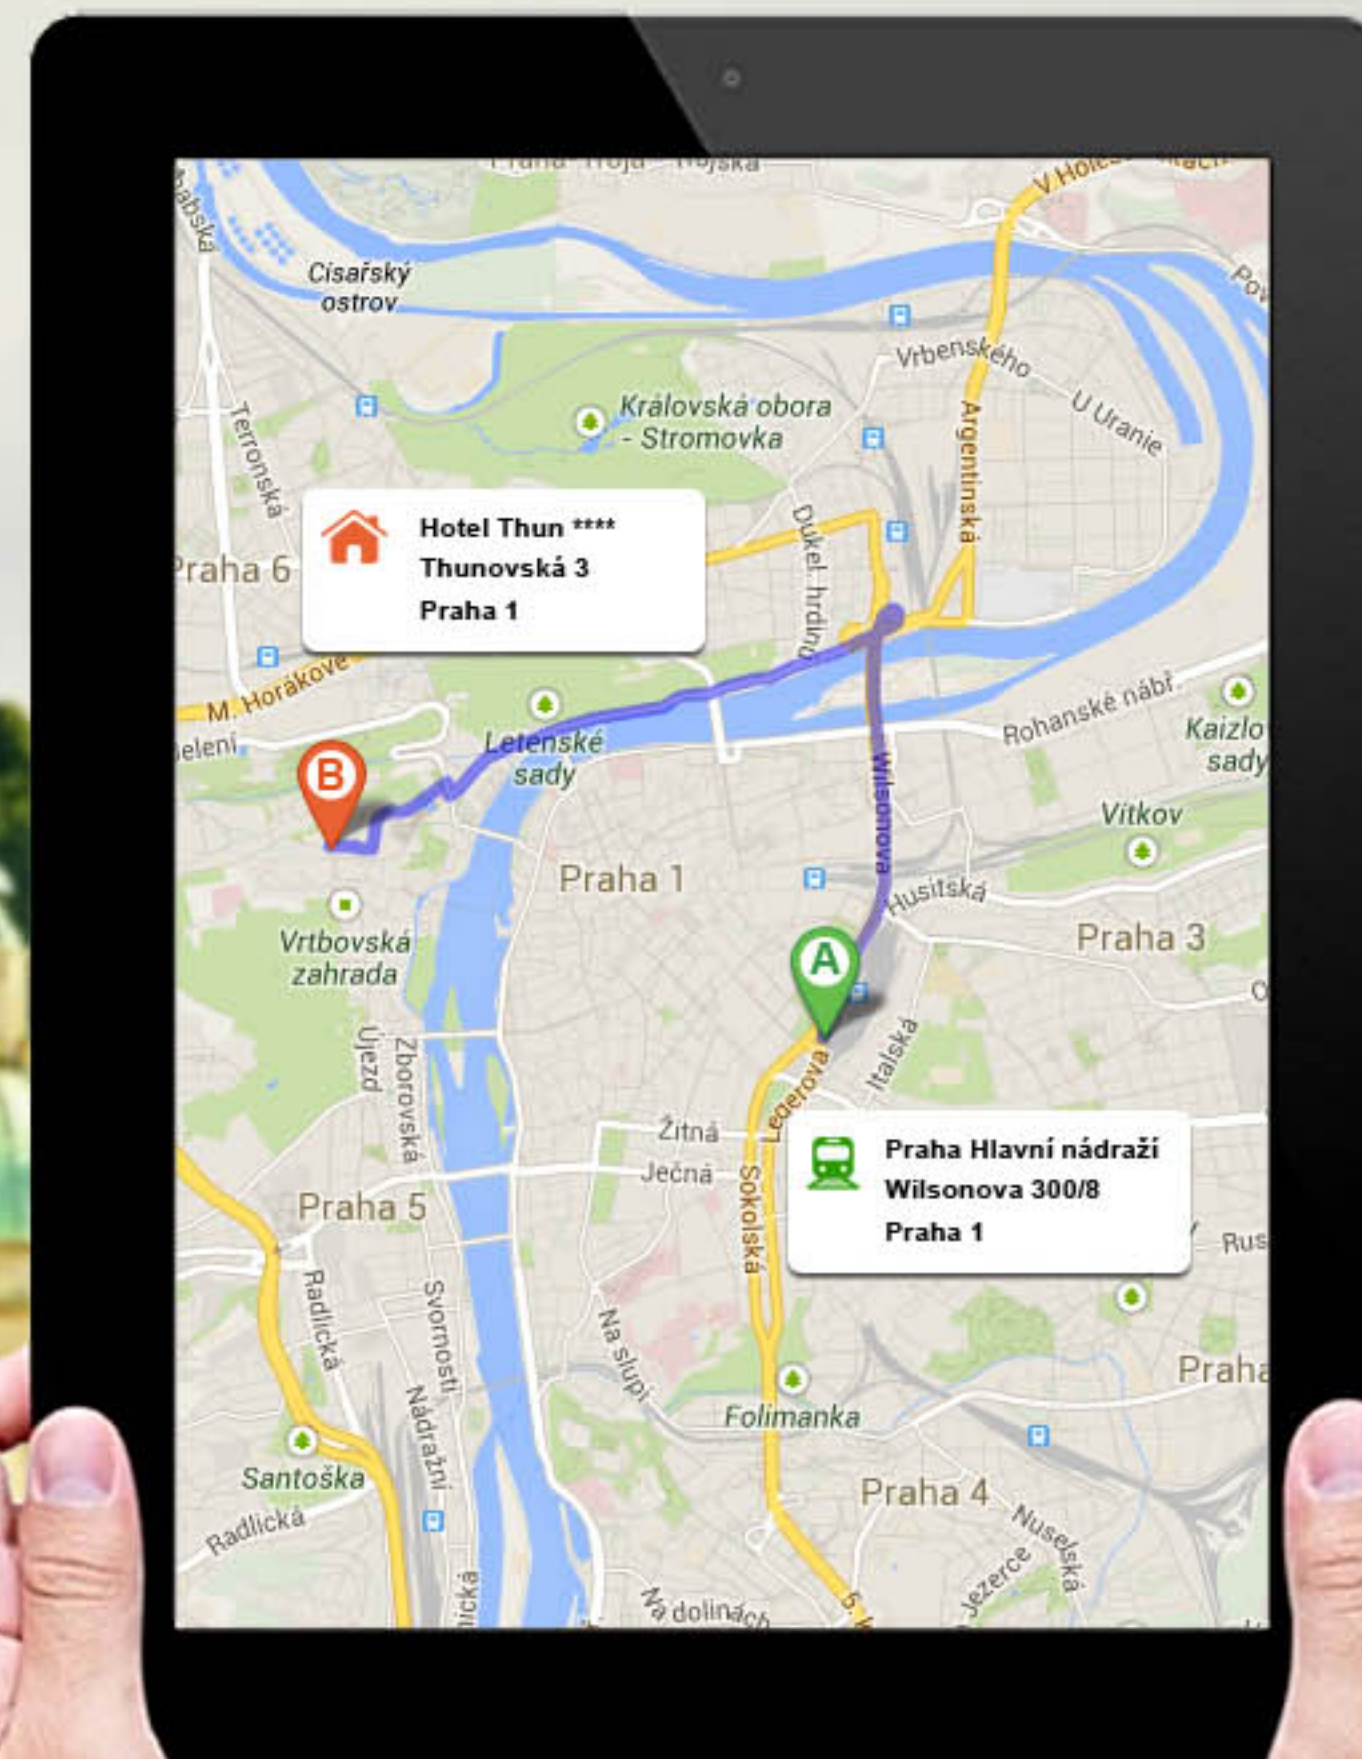 Císařský
ostrov
Vrbenského
U Uranie
Královská obora
- Stromovka
Terronská
Argentinská
Hotel Thun ****
Thunovská 3
Praha 1
Praha 6
Dukel. hrdinů
M. Horákové
Rohanské nábř.
Kaizlo
sady
Jelení
B
Letenské
sady
Wilsonova
Vítkov
Praha 1
Husitská
Praha 3
Vrtbovská
zahrada
A
Újezd
Zborovská
Italská
Legerova
Žitná
Ječná
Sokolská
Praha Hlavní nádraží
Wilsonova 300/8
Praha 1
Praha 5
Rus
Radlická
Svornosti
Na slupi
Praha
Nádražní
Folimanka
Santoška
Praha 4
Radlická
Nuselská
Jezerce
Na dolinách